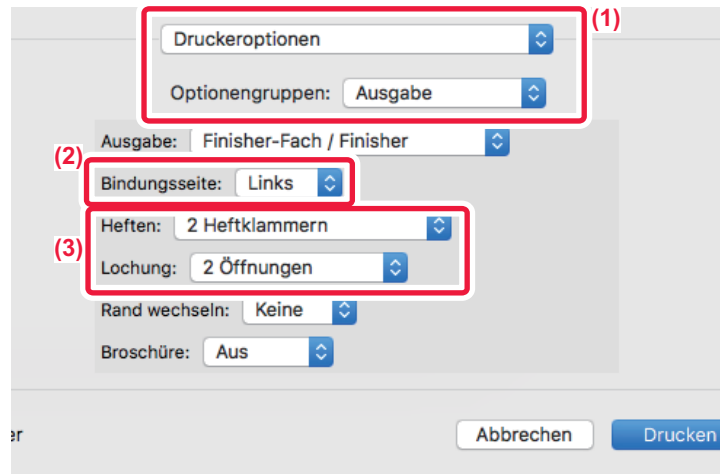 Druckeroptionen
(1)
Optionengruppen: Ausgabe
Ausgabe: Finisher-Fach / Finisher
(2)
Bindungsseite: Links
Heften: 2 Heftklammern
(3)
Lochung: 2 Öffnungen
Rand wechseln: Keine
Broschüre: Aus
er Abbrechen Drucken